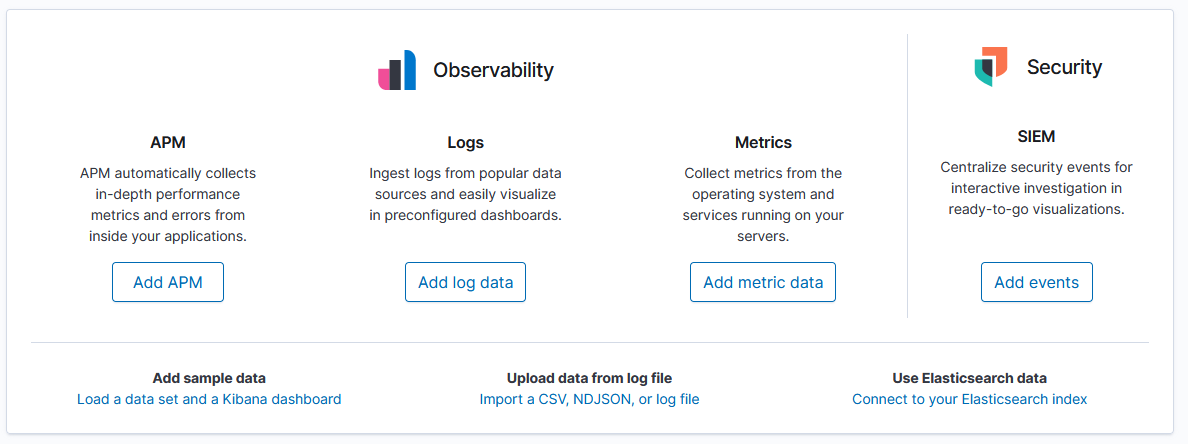 Observability
Security
APM
APM automatically collects
in-depth performance
metrics and errors from
inside your applications.
Add APM
Logs
Ingest logs from popular data
sources and easily visualize
in preconfigured dashboards.
Add log data
Metrics
Collect metrics from the
operating system and
services running on your
servers.
Add metric data
SIEM
Centralize security events for
interactive investigation in
ready-to-go visualizations.
Add events
Add sample data
Load a data set and a Kibana dashboard
Upload data from log file
Import a CSV, NDJSON, or log file
Use Elasticsearch data
Connect to your Elasticsearch index